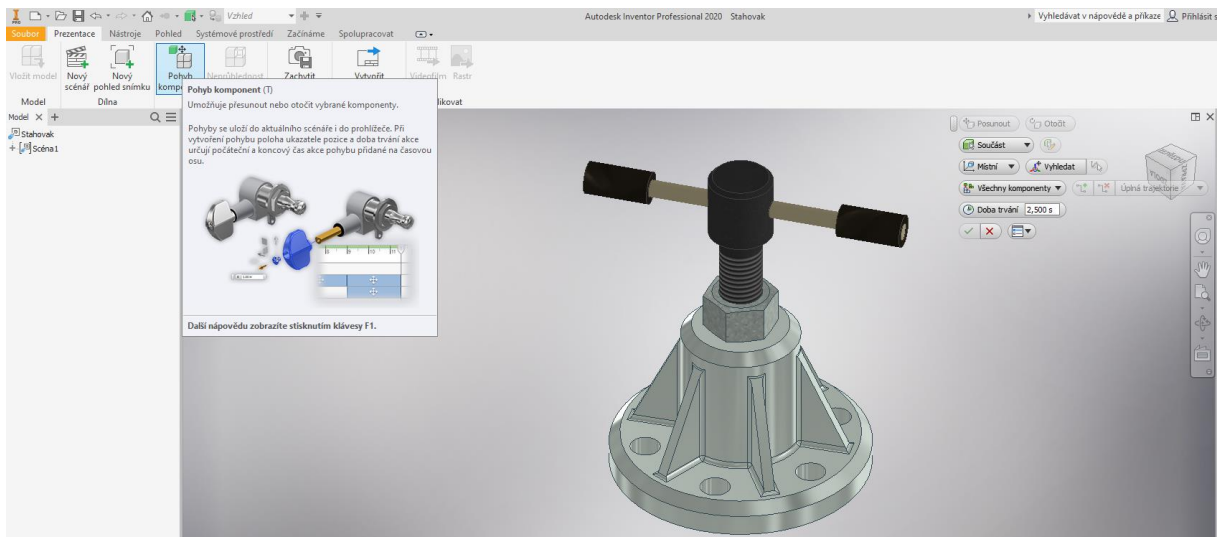 PRE
Vzhled
Autodesk Inventor Professional 2020 Stahovak
Vyhledávat v nápovědě a příkaze
Přihlásit s
Soubor Prezentace Nástroje Pohled Systémové prostředí Začínáme Spolupracovat
Vložit model
Nový scénář
Nový pohled snímku
Pohyb
kompo
Neprůhlednost
Zachytit
Vytvořit
Videofilm
Rastr
Model
Dílna
likovat
Model × +
Stahovak
Scéna1
Pohyb komponent (T)
Umožňuje přesunout nebo otočit vybrané komponenty.
Pohyby se uloží do aktuálního scénáře i do prohlížeče. Při
vytvoření pohybu poloha ukazatele pozice a doba trvání akce
určují počáteční a koncový čas akce pohybu přidané na časovou
osu.
Další nápovědu zobrazíte stisknutím klávesy F1.
Posunout Otočit
Součást
Místní Vyhledat
Všechny komponenty Úplná trajektorie
Doba trvání 2,500 s